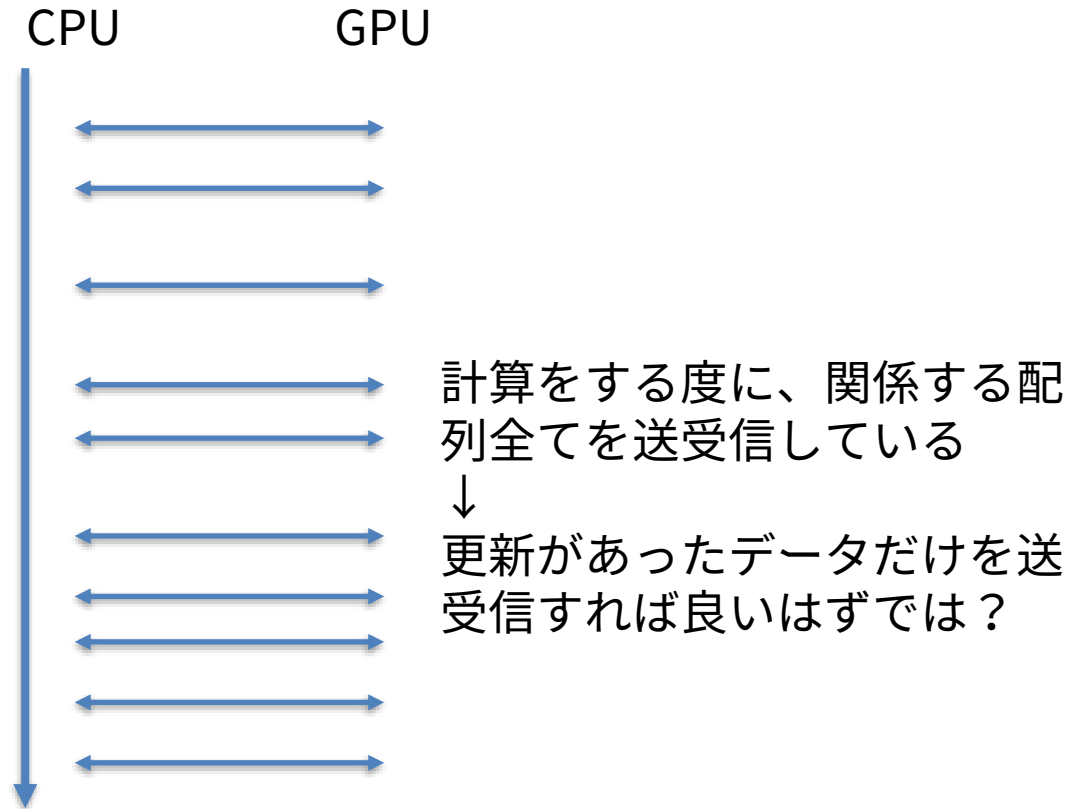 CPU GPU
計算をする度に、関係する配
列全てを送受信している
↓
更新があったデータだけを送
受信すれば良いはずでは？